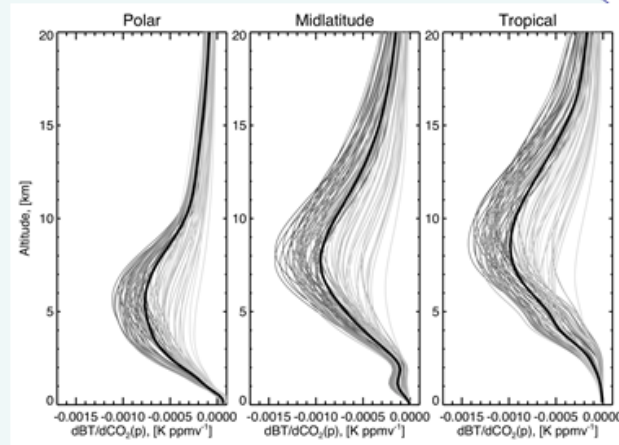 Polar Midlatitude Tropical
20 20 20
15 15 15
10 10 10
5 5 5
0 0 0
Altitude, [km]
-0.0015 -0.0010 -0.0005 0.0000 -0.0015 -0.0010 -0.0005 0.0000 -0.0015 -0.0010 -0.0005 0.0000
dBT/dCO₂(p), [K ppmv⁻¹] dBT/dCO₂(p), [K ppmv⁻¹] dBT/dCO₂(p), [K ppmv⁻¹]